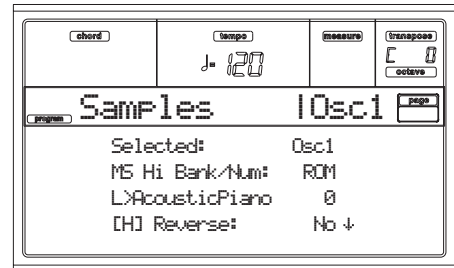 chord tempo measure transpose
♩= 120 C 0
octave
program Samples |Osc1 page
Selected: Osc1
MS Hi Bank/Num: ROM
L>AcousticPiano 0
[H] Reverse: No ↓